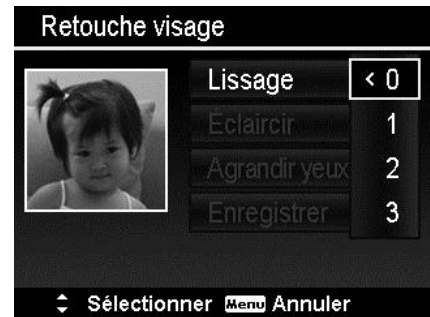 Retouche visage
Lissage < 0
Éclaircir 1
Agrandir yeux 2
Enregistrer 3
Sélectionner Menu Annuler